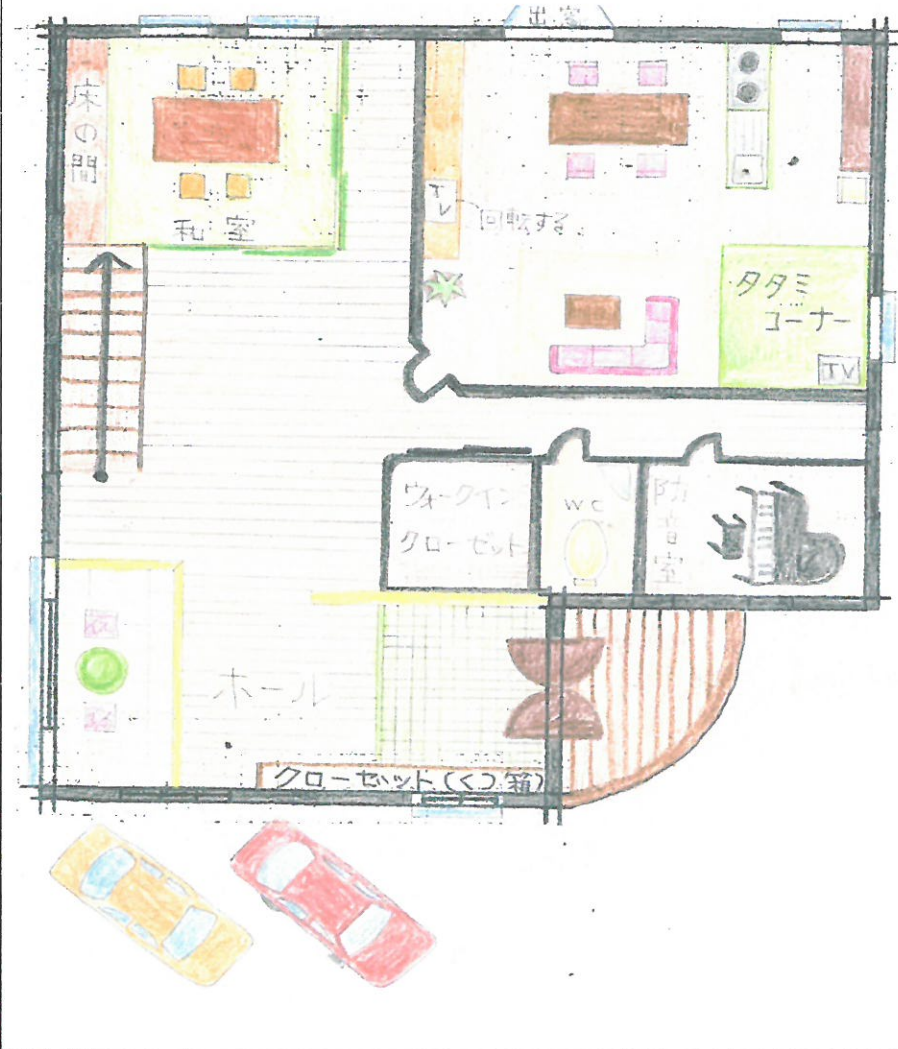 出窓
床の間
和室
TV
回転する。
タタミ
コーナー
TV
ウォークイン
クローゼット
WC
防音室
ホール
クローゼット(くつ箱)